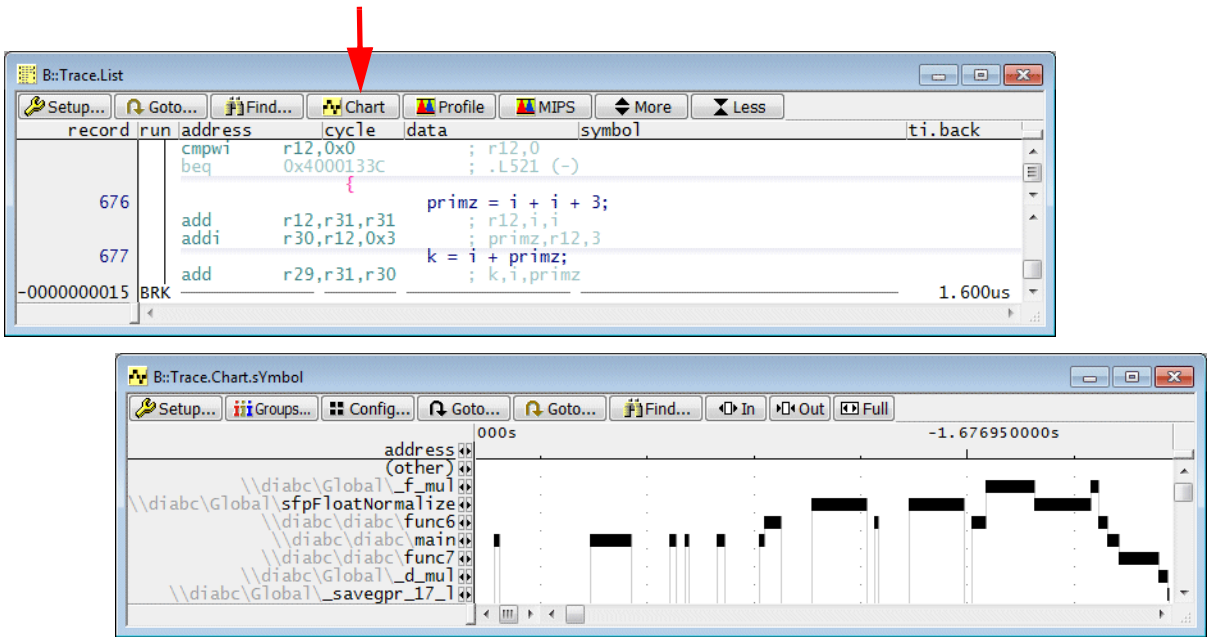 B::Trace.List
Setup... Goto... Find... Chart Profile MIPS More Less
record run address cycle data symbol ti.back
cmpwi r12,0x0 ; r12,0
beq 0x4000133C ; .L521 (-)
{
676 primz = i + i + 3;
add r12,r31,r31 ; r12,i,i
addi r30,r12,0x3 ; primz,r12,3
677 k = i + primz;
add r29,r31,r30 ; k,i,primz
-0000000015 BRK 1.600us
B::Trace.Chart.sYmbol
Setup... Groups... Config... Goto... Goto... Find... In Out Full
000s -1.676950000s
address
(other)
\\diabc\Global\_f_mul
\\diabc\Global\sfpFloatNormalize
\\diabc\diabc\func6
\\diabc\diabc\main
\\diabc\diabc\func7
\\diabc\Global\_d_mul
\\diabc\Global\_savegpr_17_l